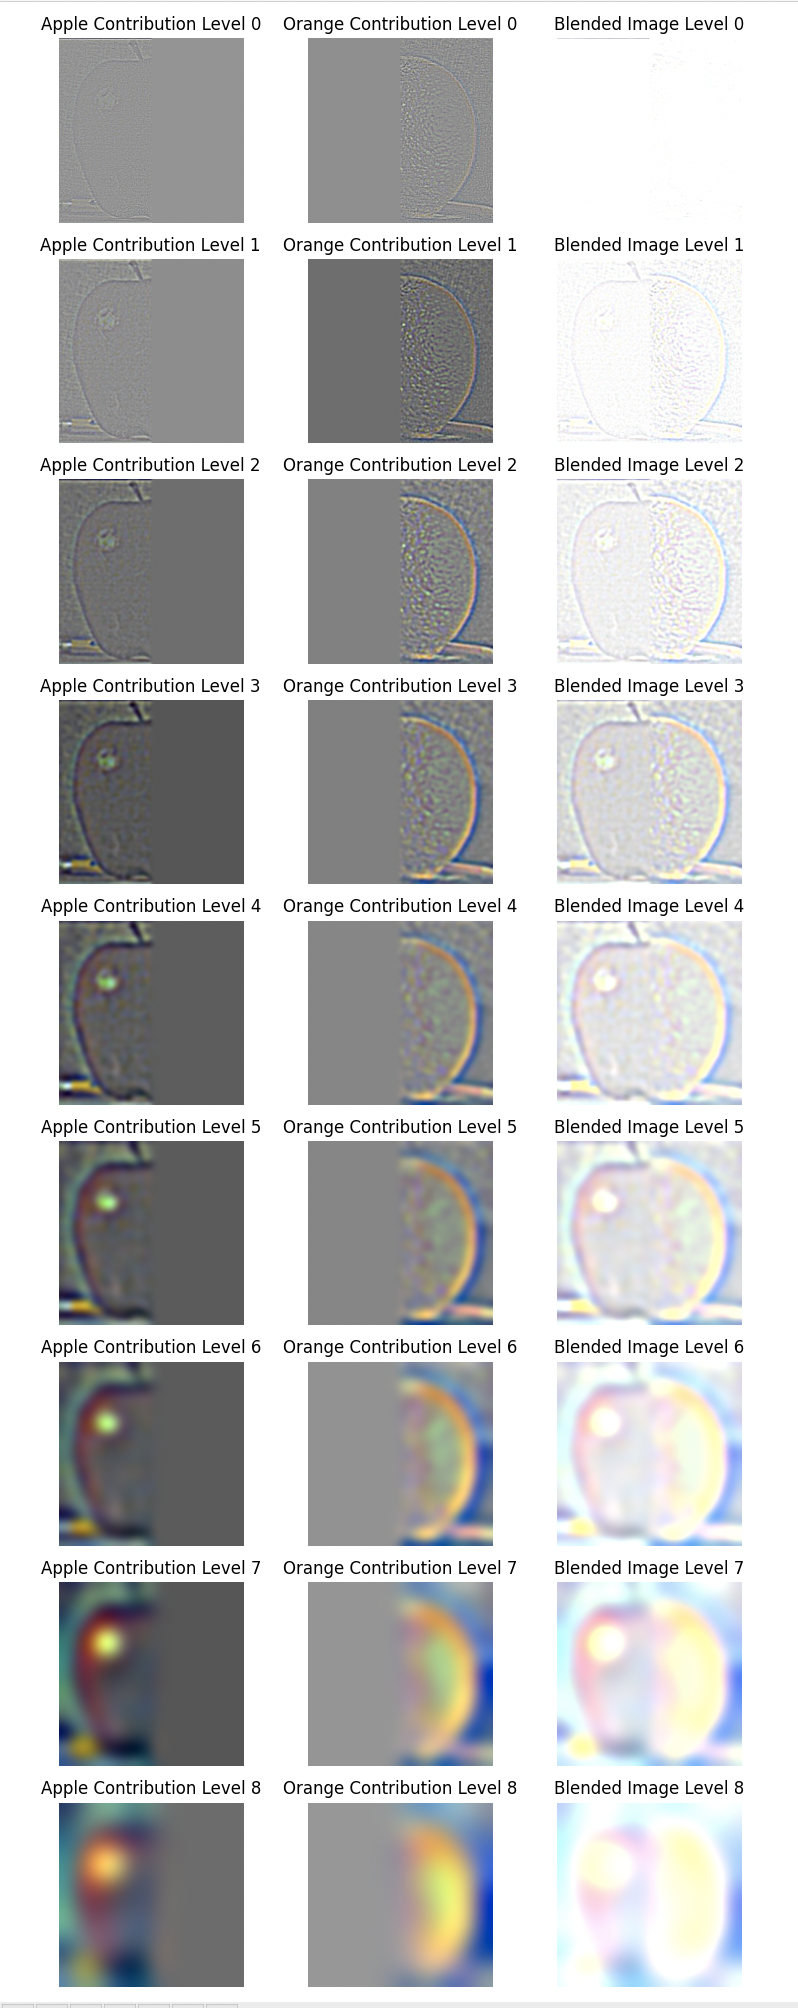 Apple Contribution Level 0 Orange Contribution Level 0 Blended Image Level 0
Apple Contribution Level 1 Orange Contribution Level 1 Blended Image Level 1
Apple Contribution Level 2 Orange Contribution Level 2 Blended Image Level 2
Apple Contribution Level 3 Orange Contribution Level 3 Blended Image Level 3
Apple Contribution Level 4 Orange Contribution Level 4 Blended Image Level 4
Apple Contribution Level 5 Orange Contribution Level 5 Blended Image Level 5
Apple Contribution Level 6 Orange Contribution Level 6 Blended Image Level 6
Apple Contribution Level 7 Orange Contribution Level 7 Blended Image Level 7
Apple Contribution Level 8 Orange Contribution Level 8 Blended Image Level 8